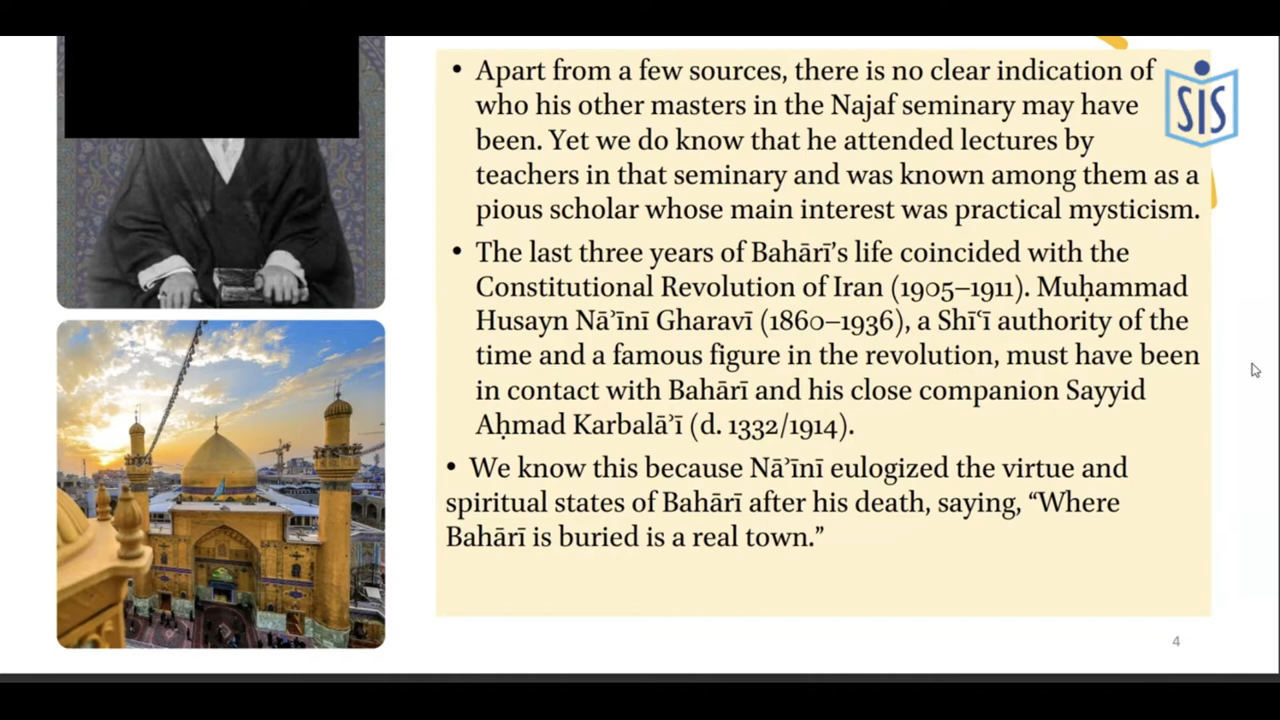 • Apart from a few sources, there is no clear indication of
who his other masters in the Najaf seminary may have
been. Yet we do know that he attended lectures by
teachers in that seminary and was known among them as a
pious scholar whose main interest was practical mysticism.
• The last three years of Bahārī’s life coincided with the
Constitutional Revolution of Iran (1905–1911). Muḥammad
Husayn Nāʾīnī Gharavī (1860–1936), a Shīʿī authority of the
time and a famous figure in the revolution, must have been
in contact with Bahārī and his close companion Sayyid
Aḥmad Karbalāʾī (d. 1332/1914).
• We know this because Nāʾīnī eulogized the virtue and
spiritual states of Bahārī after his death, saying, “Where
Bahārī is buried is a real town.”
SIS
4